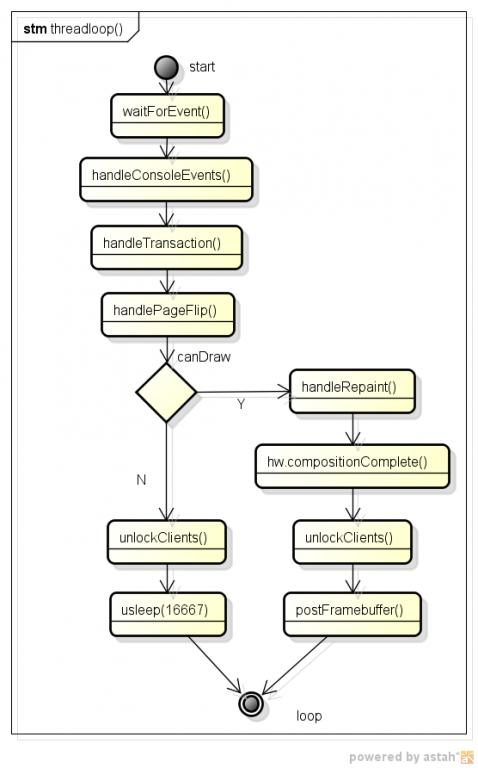 stm threadloop()
start
waitForEvent()
handleConsoleEvents()
handleTransaction()
handlePageFlip()
canDraw
Y
handleRepaint()
hw.compositionComplete()
N
unlockClients()
unlockClients()
usleep(16667)
postFramebuffer()
loop
powered by astah*